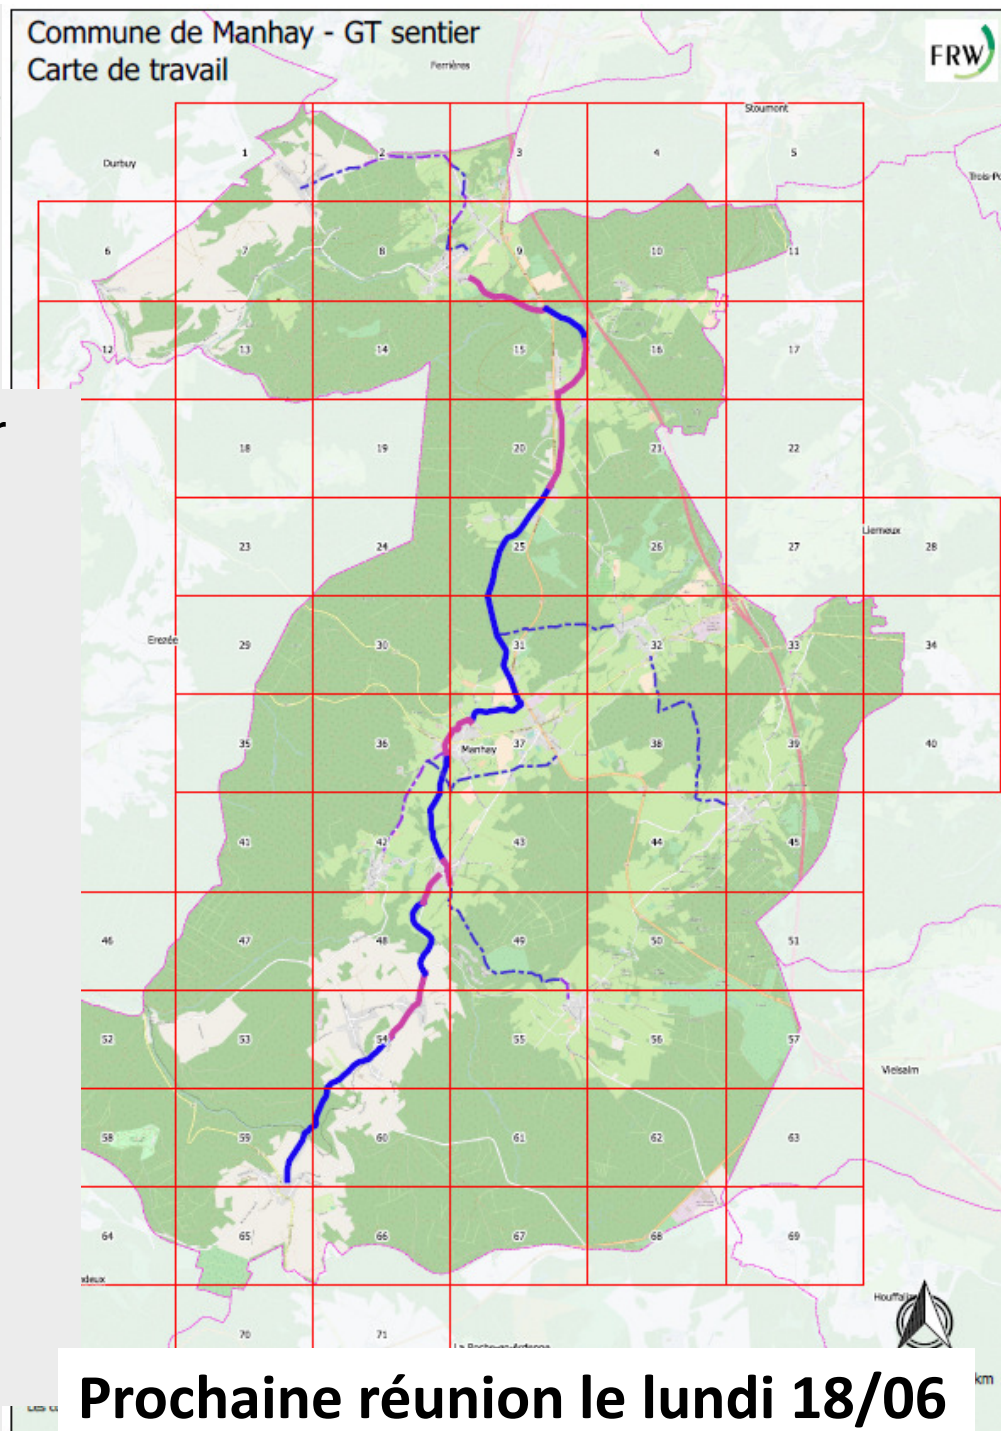 Commune de Manhay - GT sentier
Carte de travail
FRW
Ferrières
Stoumont
Durbuy
1 2 3 4 5
6 7 8 9 10 11
12 13 14 15 16 17
r
18 19 20 21 22
23 24 25 26 27 28
Lierneux
Erezée
29 30 31 32 33 34
35 36 37 38 39 40
Manhay
41 42 43 44 45
46 47 48 49 50 51
52 53 54 55 56 57
Vielsalm
58 59 60 61 62 63
64 65 66 67 68 69
70 71
La Roche-en-Ardenne
km
Prochaine réunion le lundi 18/06